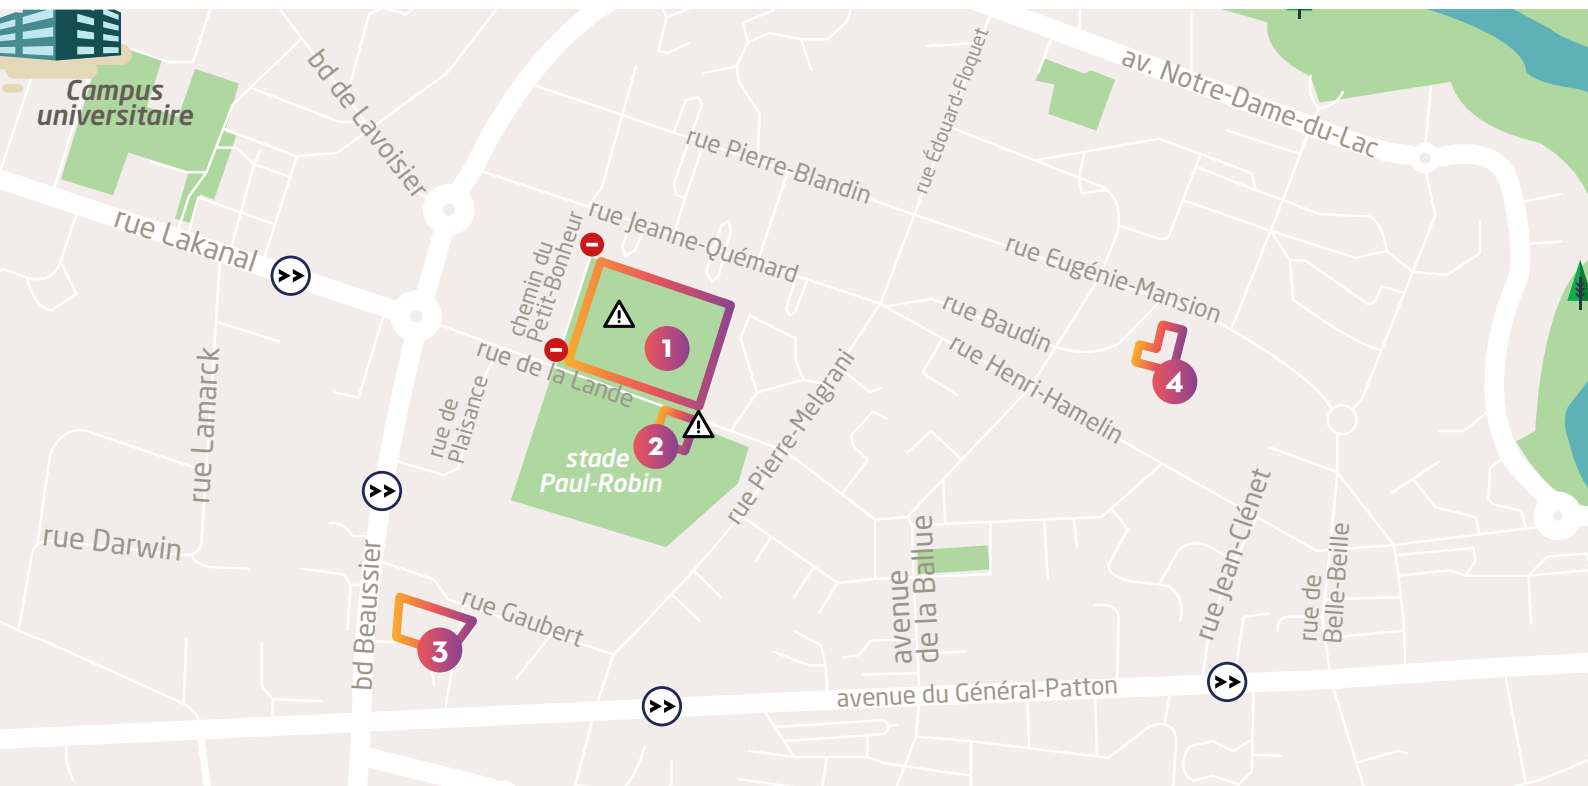 Campus
universitaire
bd de Lavoisier
av. Notre-Dame-du-Lac
rue Édouard-Floquet
rue Pierre-Blandin
rue Lakanal
>>
chemin du
Petit-Bonheur
rue Jeanne-Quémard
rue Eugénie-Mansion
!
1
rue Baudin
rue Henri-Hamelin
4
rue de la Lande
rue Lamarck
rue de
Plaisance
rue Pierre-Melgrani
!
2
stade
Paul-Robin
>>
rue Darwin
rue Jean-Clénet
avenue
de la Ballue
rue de
Belle-Beille
bd Beaussier
rue Gaubert
3
>>
avenue du Général-Patton
>>